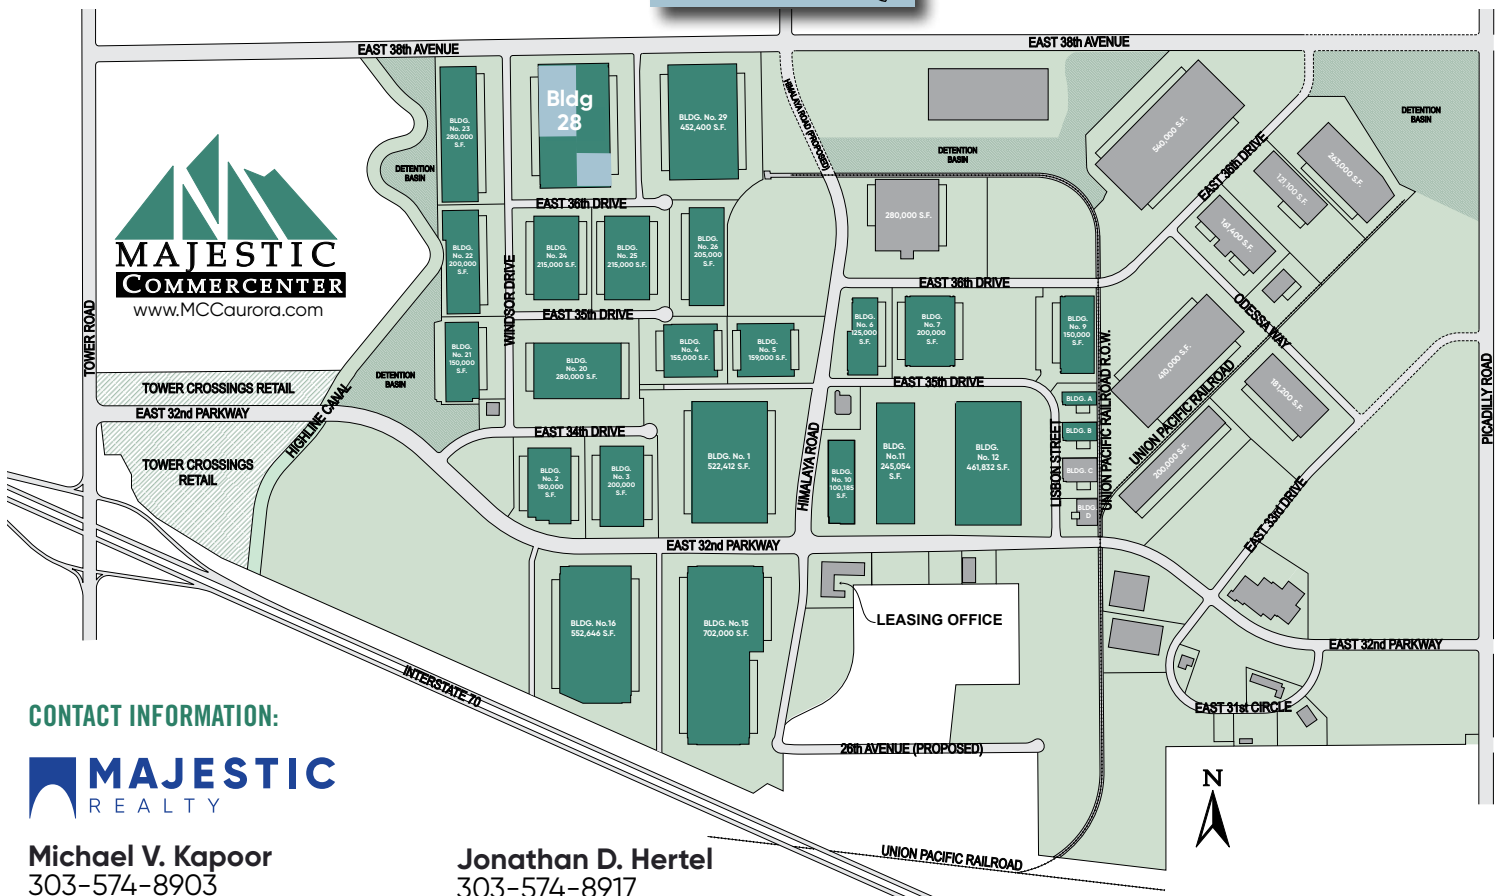 EAST 38th AVENUE
EAST 38th AVENUE
BLDG.
No. 23
280,000
S.F.
Bldg
28
BLDG. No. 29
452,400 S.F.
HIMALAYA ROAD (PROPOSED)
DETENTION
BASIN
540,000 S.F.
EAST 36th DRIVE
121,100 S.F.
263,000 S.F.
DETENTION
BASIN
DETENTION
BASIN
MAJESTIC
COMMERCENTER
www.MCCaurora.com
TOWER ROAD
EAST 36th DRIVE
BLDG.
No. 22
200,000
S.F.
WINDSOR DRIVE
BLDG.
No. 24
215,000 S.F.
BLDG.
No. 25
215,000 S.F.
BLDG.
No. 26
205,000
S.F.
280,000 S.F.
161,400 S.F.
EAST 36th DRIVE
EAST 35th DRIVE
BLDG.
No. 21
150,000
S.F.
BLDG.
No. 20
280,000 S.F.
BLDG.
No. 4
155,000 S.F.
BLDG.
No. 5
159,000 S.F.
BLDG.
No. 6
125,000
S.F.
BLDG.
No. 7
200,000
S.F.
BLDG.
No. 9
150,000
S.F.
ODESSA WAY
410,000 S.F.
181,200 S.F.
PICADILLY ROAD
DETENTION
BASIN
TOWER CROSSINGS RETAIL
EAST 32nd PARKWAY
HIGHLINE CANAL
TOWER CROSSINGS
RETAIL
EAST 35th DRIVE
BLDG. A
BLDG. B
BLDG. C
BLDG.
D
LISBON STREET
UNION PACIFIC RAILROAD R.O.W.
UNION PACIFIC RAILROAD
200,000 S.F.
EAST 34th DRIVE
BLDG.
No. 2
180,000
S.F.
BLDG.
No. 3
200,000
S.F.
BLDG. No. 1
522,412 S.F.
HIMALAYA ROAD
BLDG.
No. 10
100,185
S.F.
BLDG.
No.11
245,054
S.F.
BLDG.
No. 12
461,832 S.F.
EAST 33rd DRIVE
EAST 32nd PARKWAY
BLDG. No.16
552,646 S.F.
BLDG. No.15
702,000 S.F.
LEASING OFFICE
EAST 32nd PARKWAY
EAST 31st CIRCLE
INTERSTATE 70
26th AVENUE (PROPOSED)
N
UNION PACIFIC RAILROAD
CONTACT INFORMATION:
MAJESTIC
REALTY
Michael V. Kapoor
303-574-8903
Jonathan D. Hertel
303-574-8917